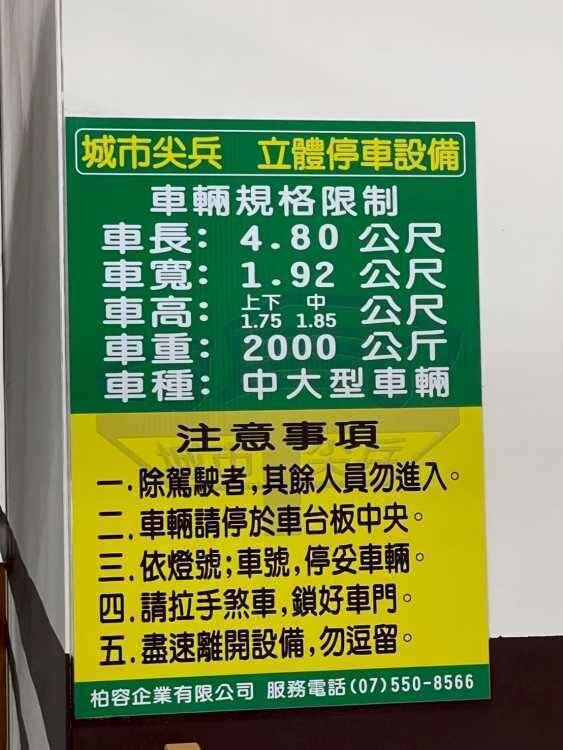 城市尖兵 立體停車設備
車輛規格限制
車長: 4.80 公尺
車寬: 1.92 公尺
車高: 上下 1.75 中 1.85 公尺
車重: 2000 公斤
車種: 中大型車輛
注意事項
一.除駕駛者,其餘人員勿進入。
二.車輛請停於車台板中央。
三.依燈號;車號,停妥車輛。
四.請拉手煞車,鎖好車門。
五.盡速離開設備,勿逗留。
柏容企業有限公司 服務電話(07)550-8566